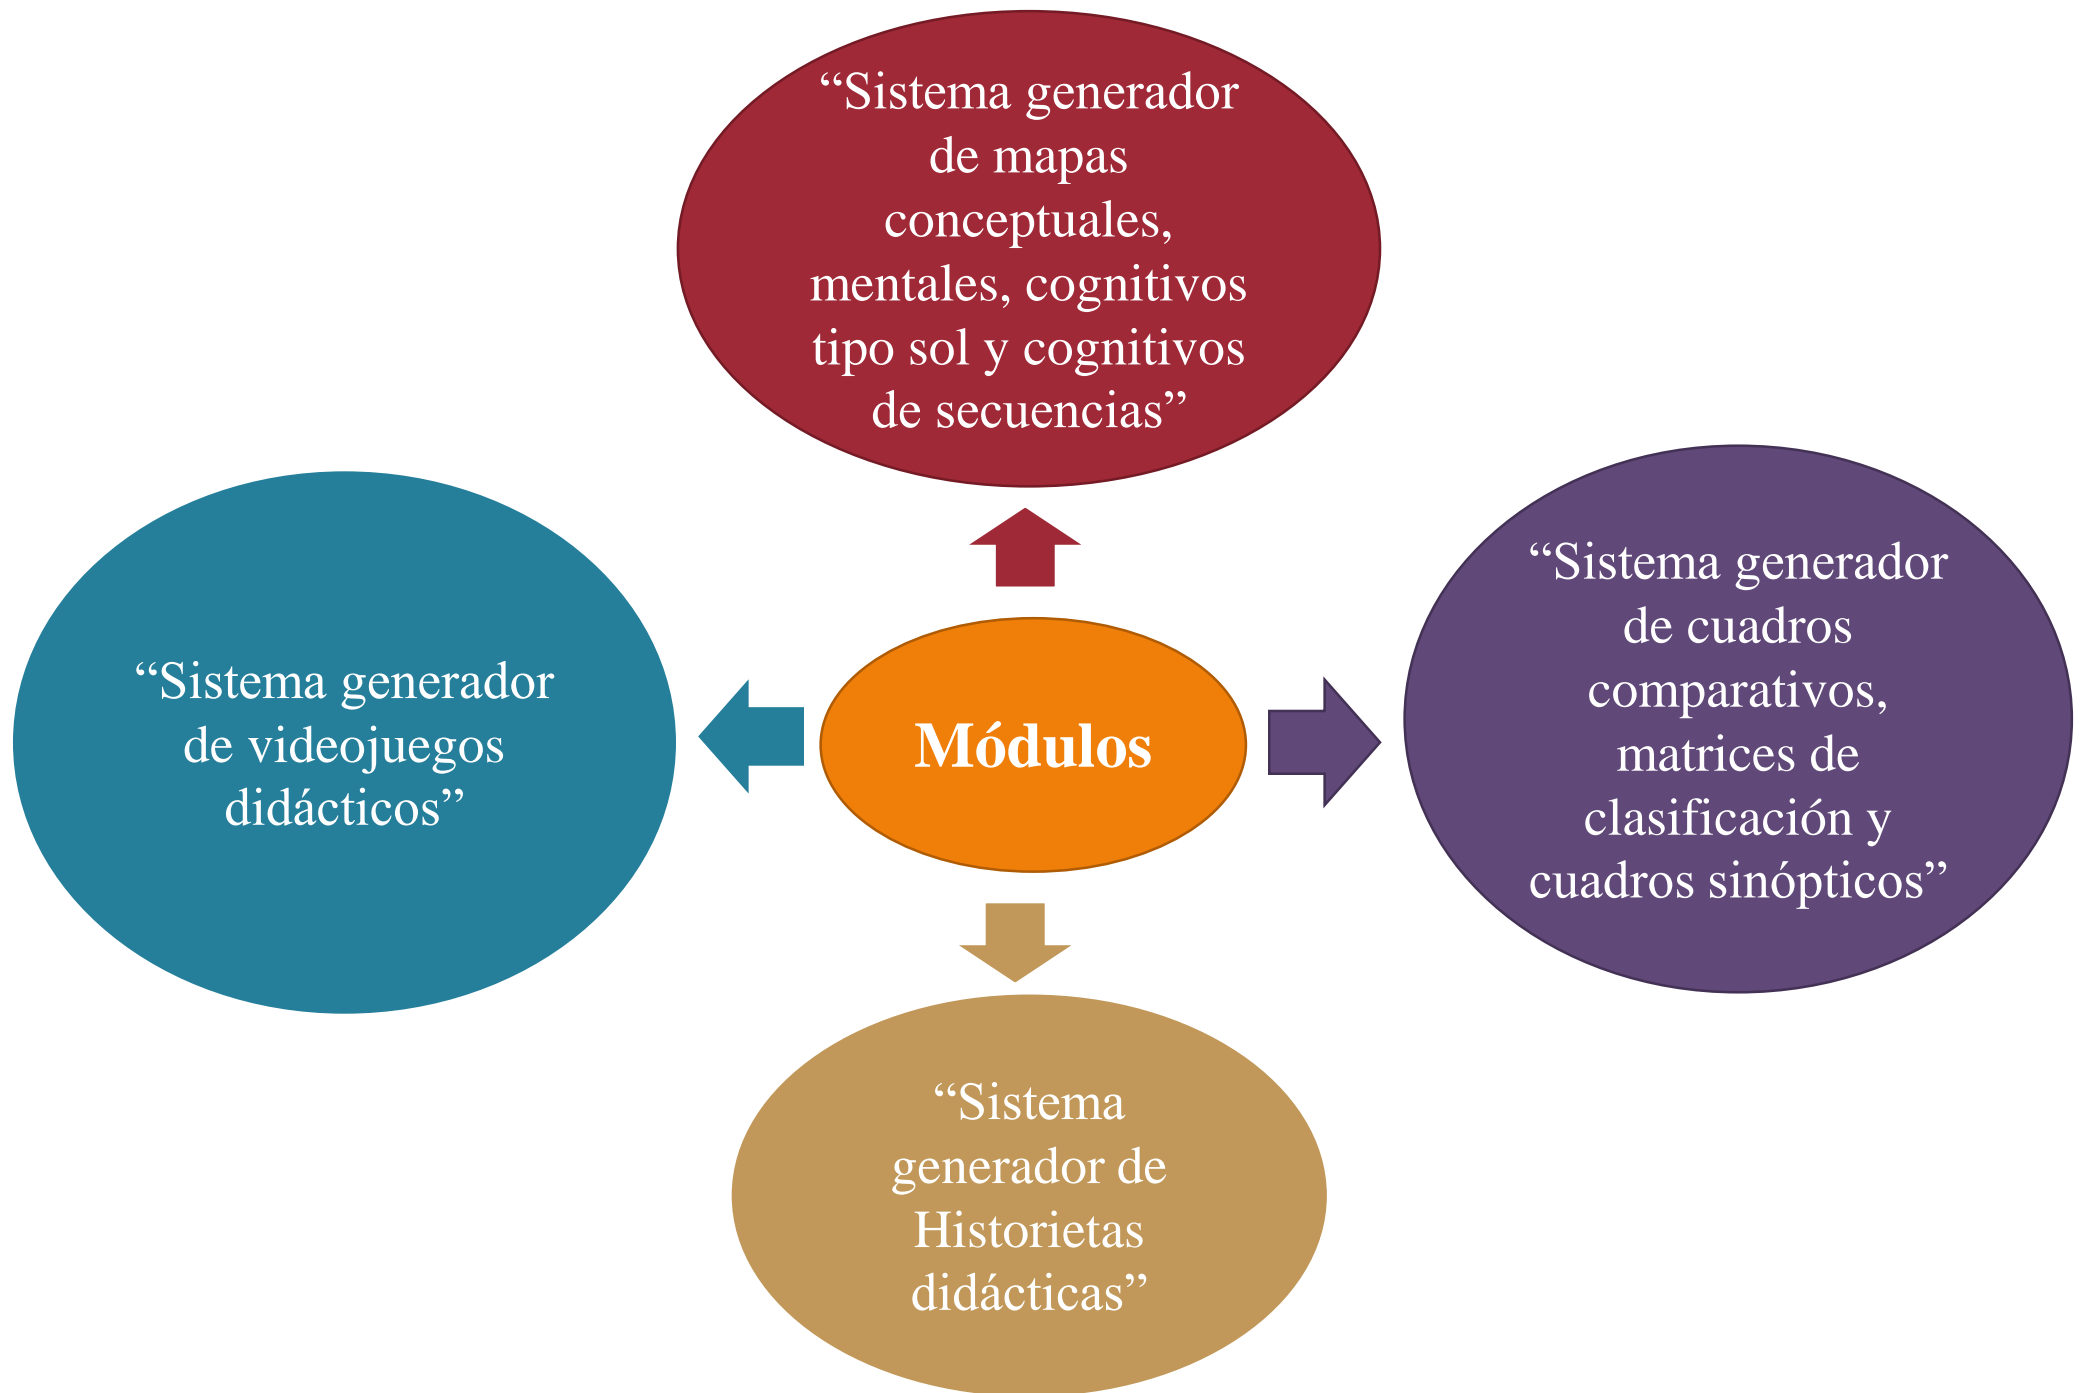 “Sistema generador
de mapas
conceptuales,
mentales, cognitivos
tipo sol y cognitivos
de secuencias”
“Sistema generador
de videojuegos
didácticos”
Módulos
“Sistema generador
de cuadros
comparativos,
matrices de
clasificación y
cuadros sinópticos”
“Sistema
generador de
Historietas
didácticas”